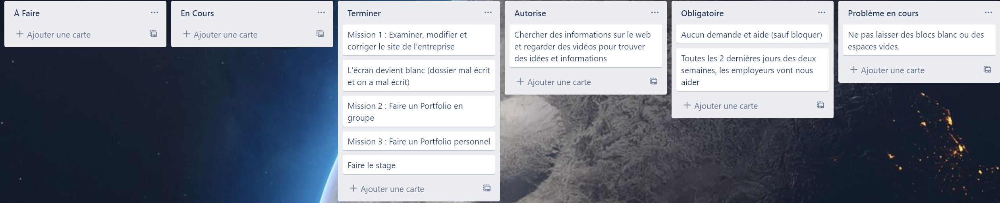 À Faire
Ajouter une carte
En Cours
Ajouter une carte
Terminer
Mission 1 : Examiner, modifier et
corriger le site de l’entreprise
L'écran devient blanc (dossier mal écrit
et on a mal écrit)
Mission 2 : Faire un Portfolio en
groupe
Mission 3 : Faire un Portfolio personnel
Faire le stage
Ajouter une carte
Autorise
Chercher des informations sur le web
et regarder des vidéos pour trouver
des idées et informations
Ajouter une carte
Obligatoire
Aucun demande et aide (sauf bloquer)
Toutes les 2 dernières jours des deux
semaines, les employeurs vont nous
aider
Ajouter une carte
Problème en cours
Ne pas laisser des blocs blanc ou des
espaces vides.
Ajouter une carte